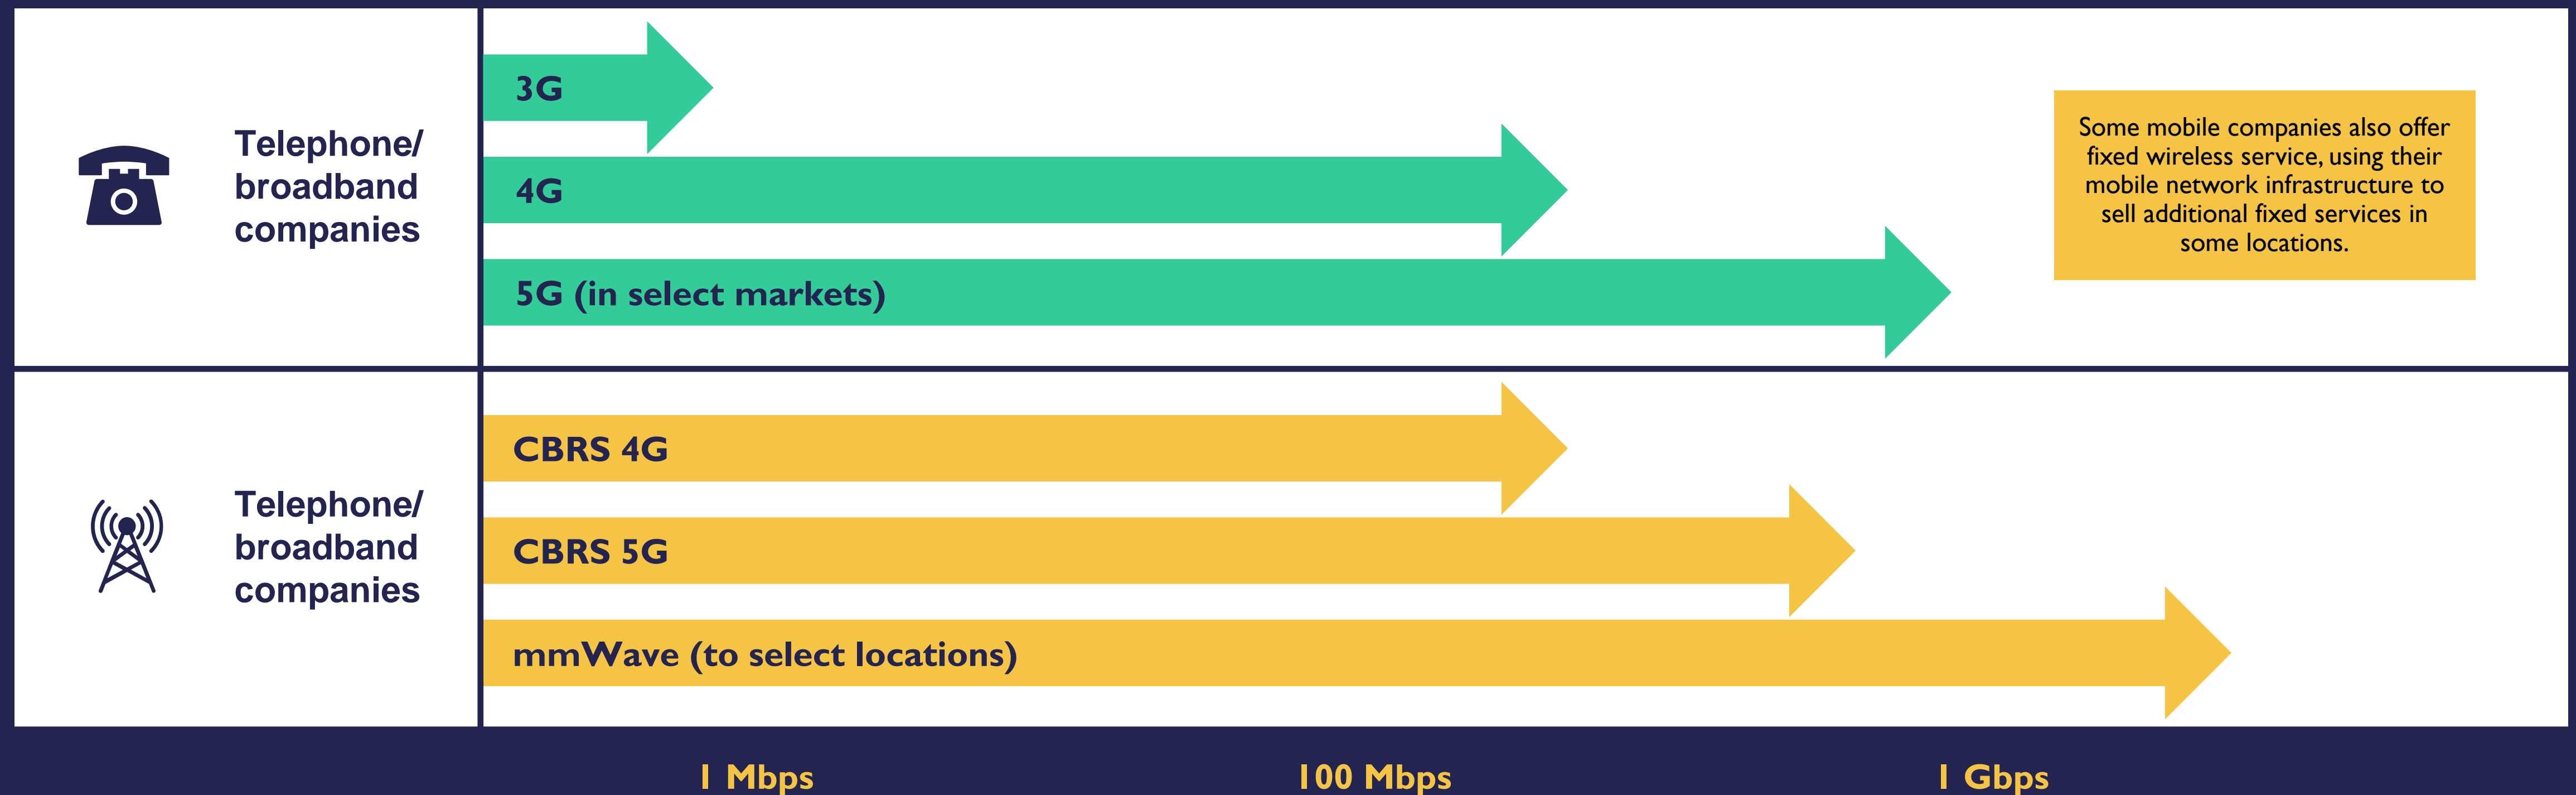 Telephone/
broadband
companies
3G
4G
5G (in select markets)
Some mobile companies also offer
fixed wireless service, using their
mobile network infrastructure to
sell additional fixed services in
some locations.
Telephone/
broadband
companies
CBRS 4G
CBRS 5G
mmWave (to select locations)
1 Mbps
100 Mbps
1 Gbps